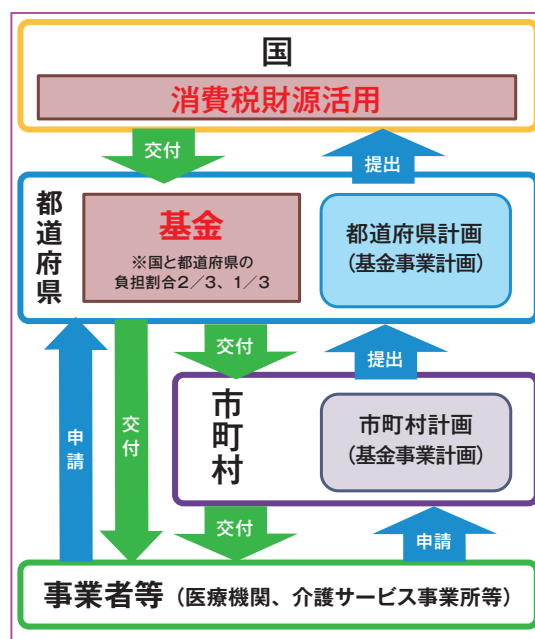 国
消費税財源活用
交付
提出
都道府県
基金
※国と都道府県の
負担割合2／3、1／3
都道府県計画
(基金事業計画)
交付
提出
申請
交付
市町村
市町村計画
(基金事業計画)
交付
申請
事業者等（医療機関、介護サービス事業所等）